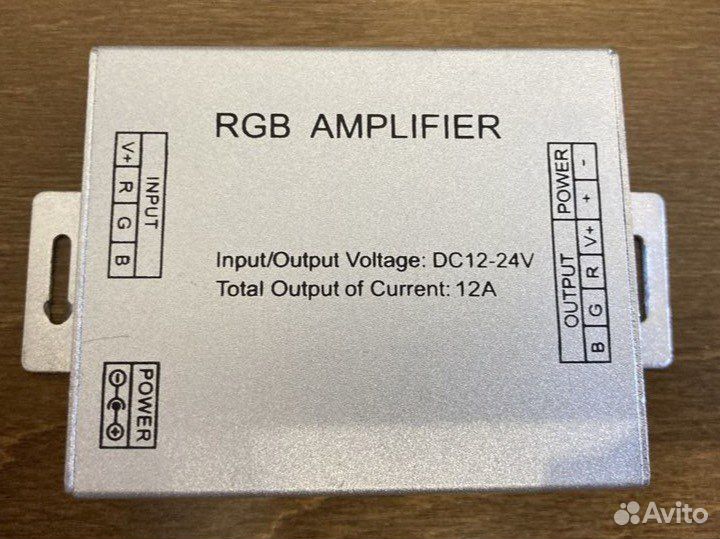 RGB AMPLIFIER
INPUT
V+ R G B
Input/Output Voltage: DC12-24V
Total Output of Current: 12A
POWER
- +
OUTPUT
V+ R G B
POWER
- +
Avito